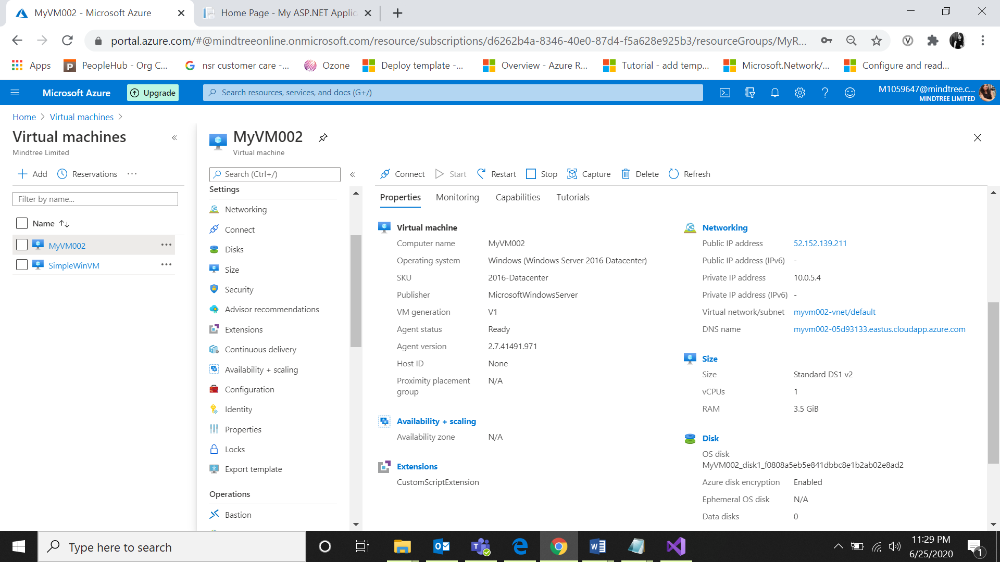 MyVM002 - Microsoft Azure
Home Page - My ASP.NET Applic
portal.azure.com/#@mindtreeonline.onmicrosoft.com/resource/subscriptions/d6262b4a-8346-40e0-87d4-f5a628e925b3/resourceGroups/MyR...
Apps
PeopleHub - Org C...
nsr customer care -...
Ozone
Deploy template -...
Overview - Azure R...
Tutorial - add temp...
Microsoft.Network/...
Configure and read...
Microsoft Azure
Upgrade
Search resources, services, and docs (G+/)
M1059647@mindtree.c...
MINDTREE LIMITED
Home > Virtual machines >
Virtual machines
Mindtree Limited
Add
Reservations
Filter by name...
Name
MyVM002
SimpleWinVM
MyVM002
Virtual machine
Search (Ctrl+/)
Settings
Networking
Connect
Disks
Size
Security
Advisor recommendations
Extensions
Continuous delivery
Availability + scaling
Configuration
Identity
Properties
Locks
Export template
Operations
Bastion
Connect
Start
Restart
Stop
Capture
Delete
Refresh
Properties
Monitoring
Capabilities
Tutorials
Virtual machine
Computer name MyVM002
Operating system Windows (Windows Server 2016 Datacenter)
SKU 2016-Datacenter
Publisher MicrosoftWindowsServer
VM generation V1
Agent status Ready
Agent version 2.7.41491.971
Host ID None
Proximity placement N/A
group
Availability + scaling
Availability zone N/A
Extensions
CustomScriptExtension
Networking
Public IP address 52.152.139.211
Public IP address (IPv6) -
Private IP address 10.0.5.4
Private IP address (IPv6) -
Virtual network/subnet myvm002-vnet/default
DNS name myvm002-05d93133.eastus.cloudapp.azure.com
Size
Size Standard DS1 v2
vCPUs 1
RAM 3.5 GiB
Disk
OS disk
MyVM002_disk1_f0808a5eb5e841dbbc8e1b2ab02e8ad2
Azure disk encryption Enabled
Ephemeral OS disk N/A
Data disks 0
Type here to search
11:29 PM
6/25/2020
1